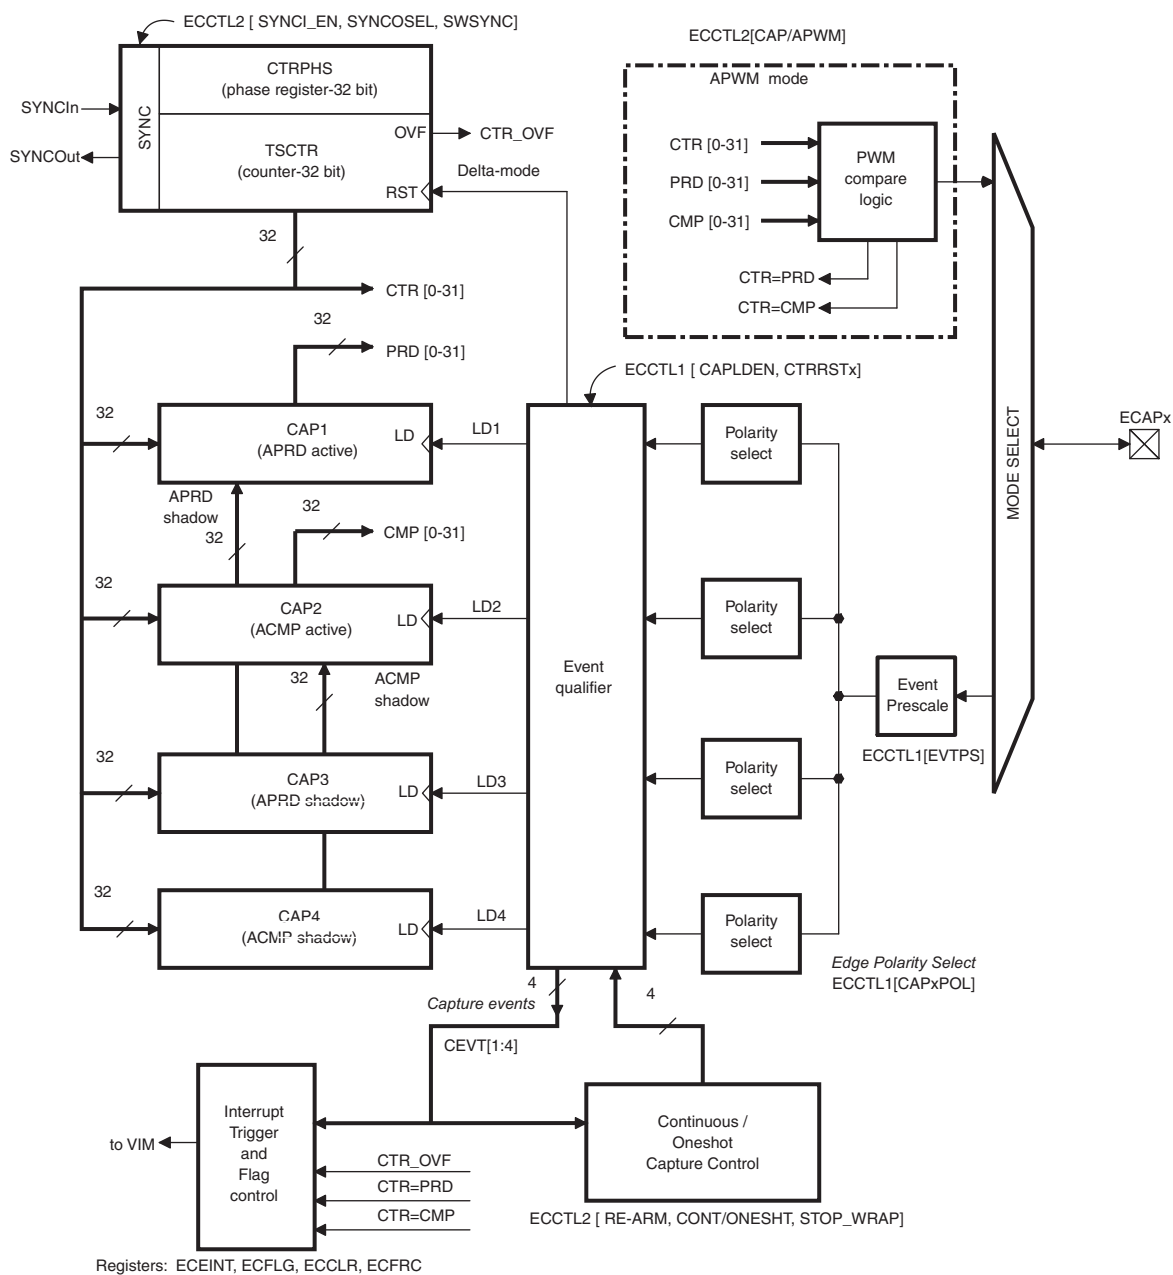 ECCTL2 [ SYNCI_EN, SYNCOSEL, SWSYNC]
ECCTL2[CAP/APWM]
CTRPHS
(phase register-32 bit)
APWM mode
SYNCIn
SYNC
OVF
CTR_OVF
CTR [0-31]
PWM
compare
logic
SYNCOut
TSCTR
(counter-32 bit)
Delta-mode
PRD [0-31]
RST
CMP [0-31]
32
CTR=PRD
CTR [0-31]
CTR=CMP
32
PRD [0-31]
ECCTL1 [ CAPLDEN, CTRRSTx]
32
CAP1
(APRD active)
LD
LD1
Polarity
select
MODE SELECT
ECAPx
APRD
shadow
32
32
CMP [0-31]
32
CAP2
(ACMP active)
LD
LD2
Polarity
select
Event
qualifier
32
ACMP
shadow
Event
Prescale
ECCTL1[EVTPS]
32
CAP3
(APRD shadow)
LD
LD3
Polarity
select
32
CAP4
(ACMP shadow)
LD
LD4
Polarity
select
Edge Polarity Select
ECCTL1[CAPxPOL]
4
4
Capture events
CEVT[1:4]
Interrupt
Trigger
and
Flag
control
to VIM
Continuous /
Oneshot
Capture Control
CTR_OVF
CTR=PRD
CTR=CMP
ECCTL2 [ RE-ARM, CONT/ONESHT, STOP_WRAP]
Registers: ECEINT, ECFLG, ECCLR, ECFRC